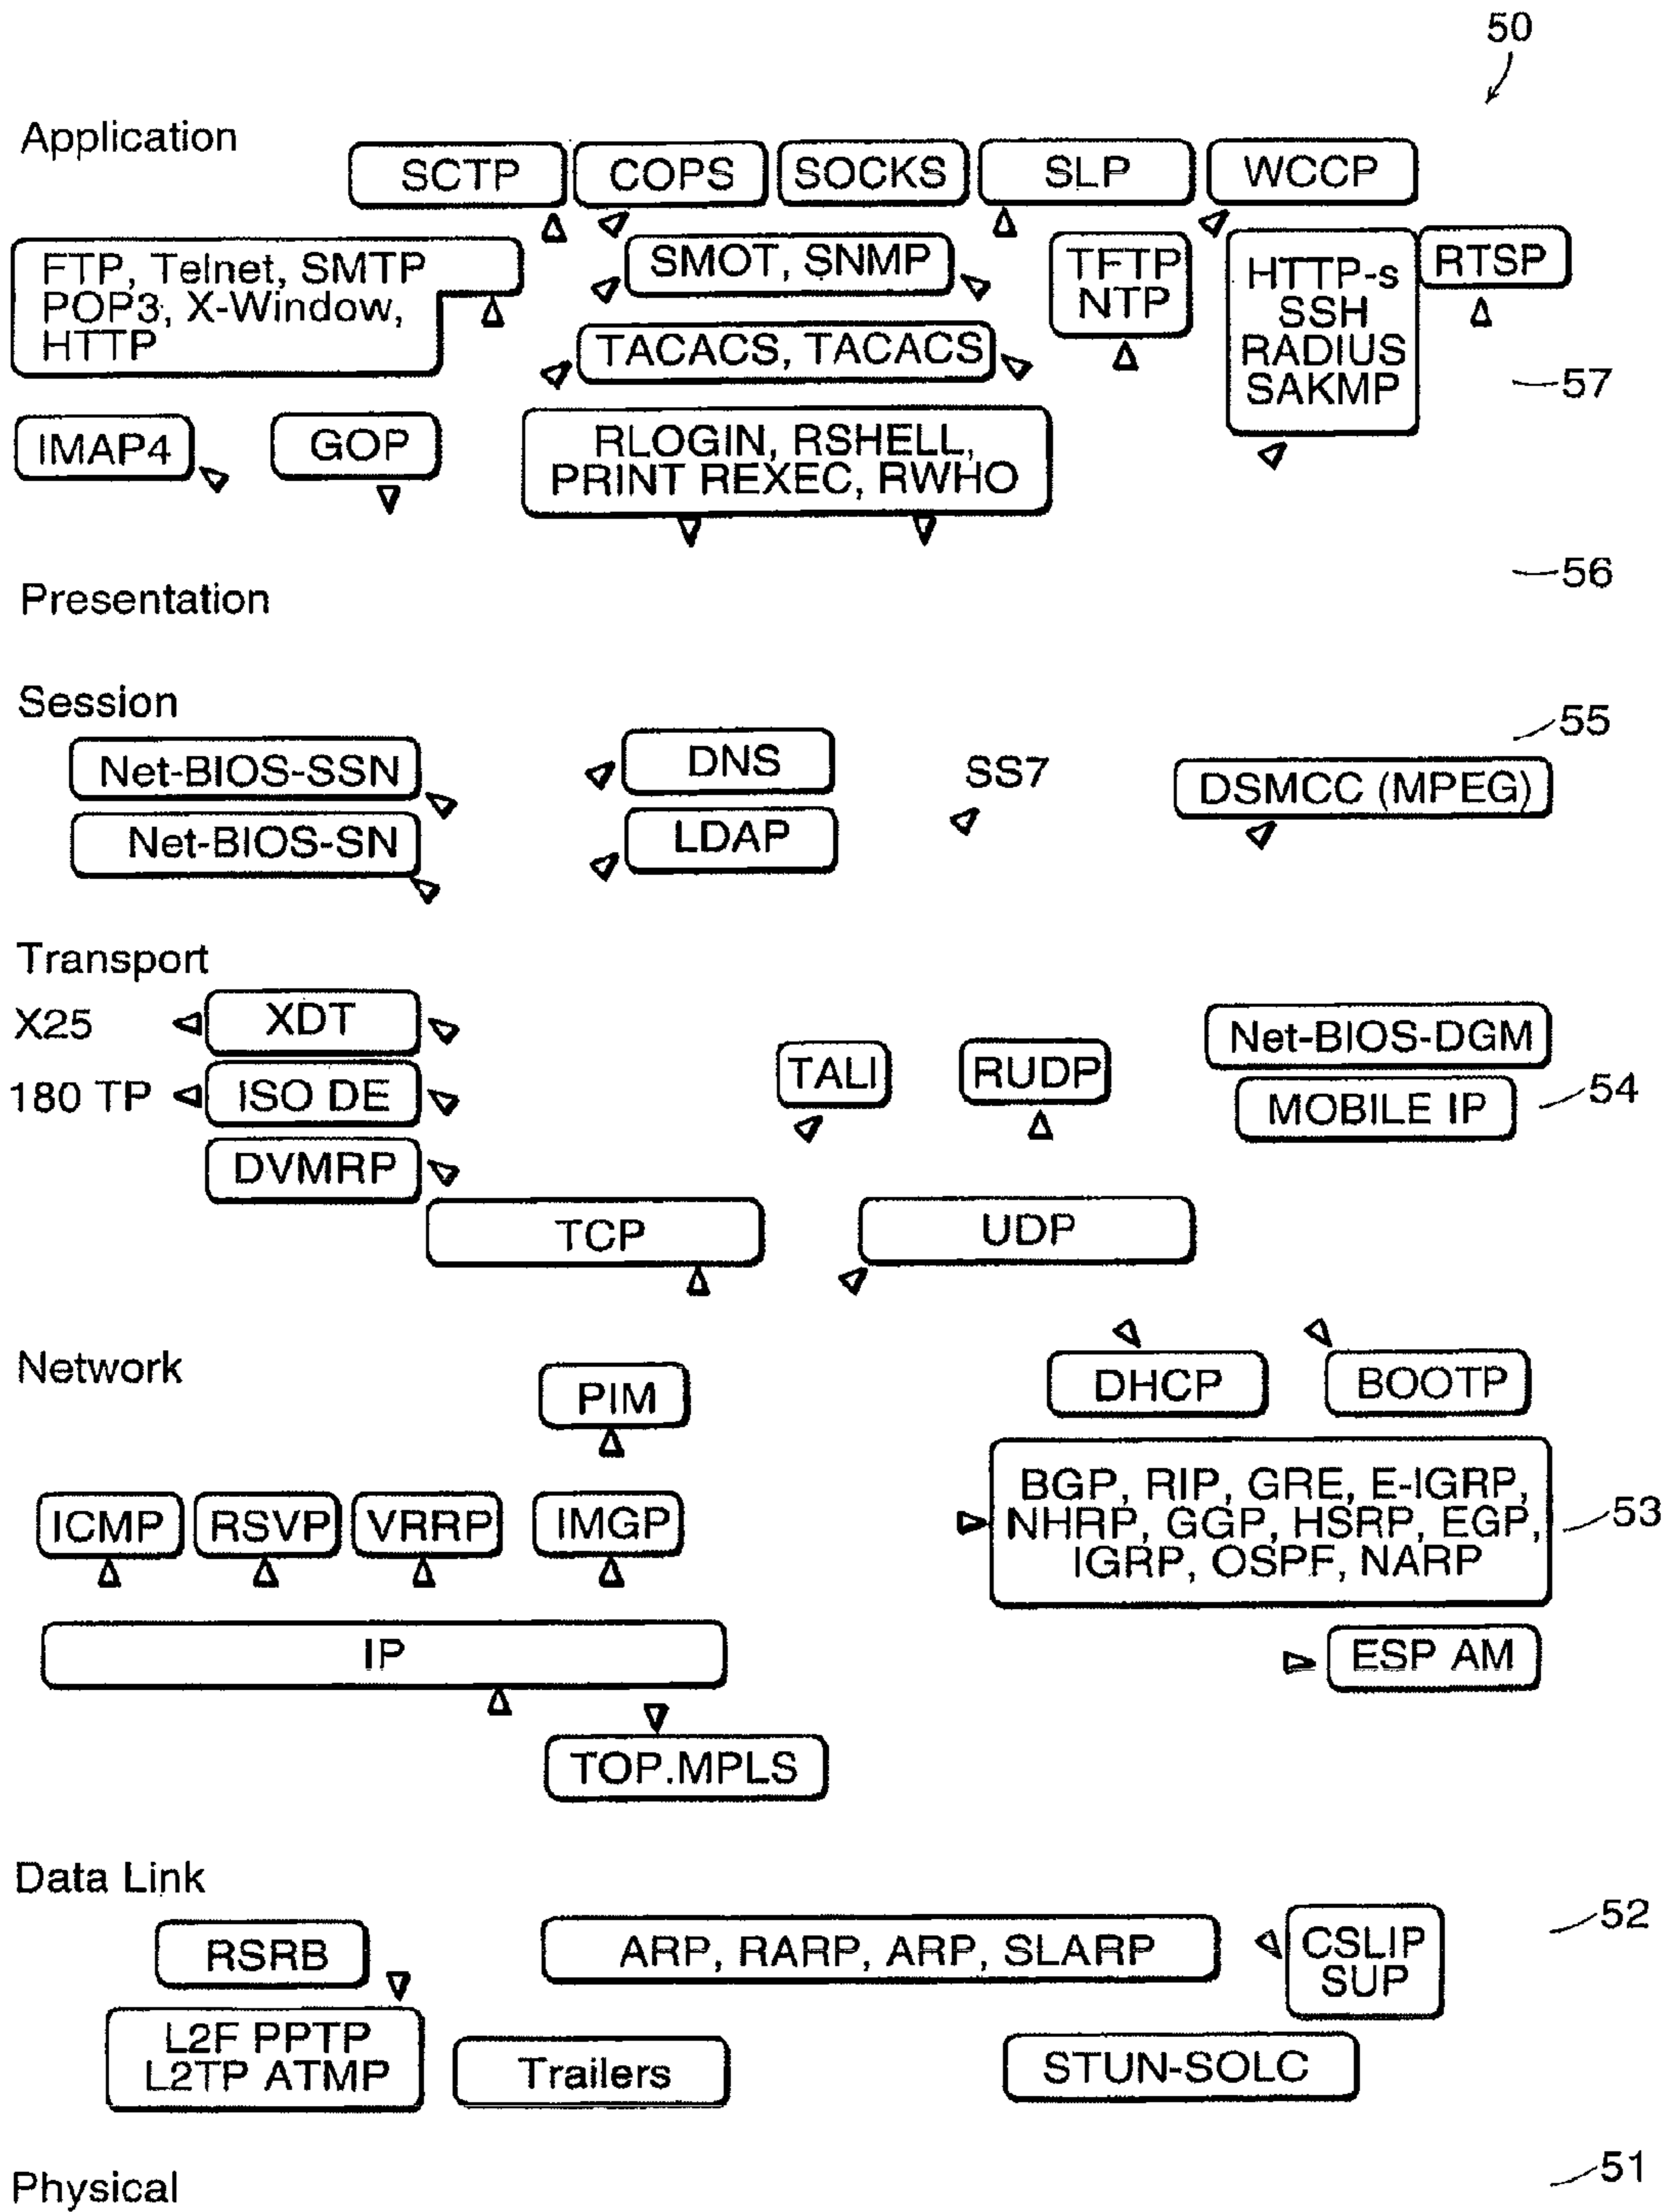 50
Application
SCTP
COPS
SOCKS
SLP
WCCP
FTP, Telnet, SMTP
POP3, X-Window,
HTTP
SMOT, SNMP
TFTP
NTP
HTTP-s
SSH
RADIUS
SAKMP
RTSP
TACACS, TACACS
57
IMAP4
GOP
RLOGIN, RSHELL,
PRINT REXEC, RWHO
56
Presentation
Session
55
Net-BIOS-SSN
DNS
SS7
DSMCC (MPEG)
Net-BIOS-SN
LDAP
Transport
X25
XDT
Net-BIOS-DGM
TALI
RUDP
180 TP
ISO DE
MOBILE IP
54
DVMRP
TCP
UDP
Network
PIM
DHCP
BOOTP
BGP, RIP, GRE, E-IGRP,
NHRP, GGP, HSRP, EGP,
IGRP, OSPF, NARP
53
ICMP
RSVP
VRRP
IMGP
IP
ESP AM
TOP.MPLS
Data Link
52
RSRB
ARP, RARP, ARP, SLARP
CSLIP
SUP
L2F PPTP
L2TP ATMP
Trailers
STUN-SOLC
51
Physical